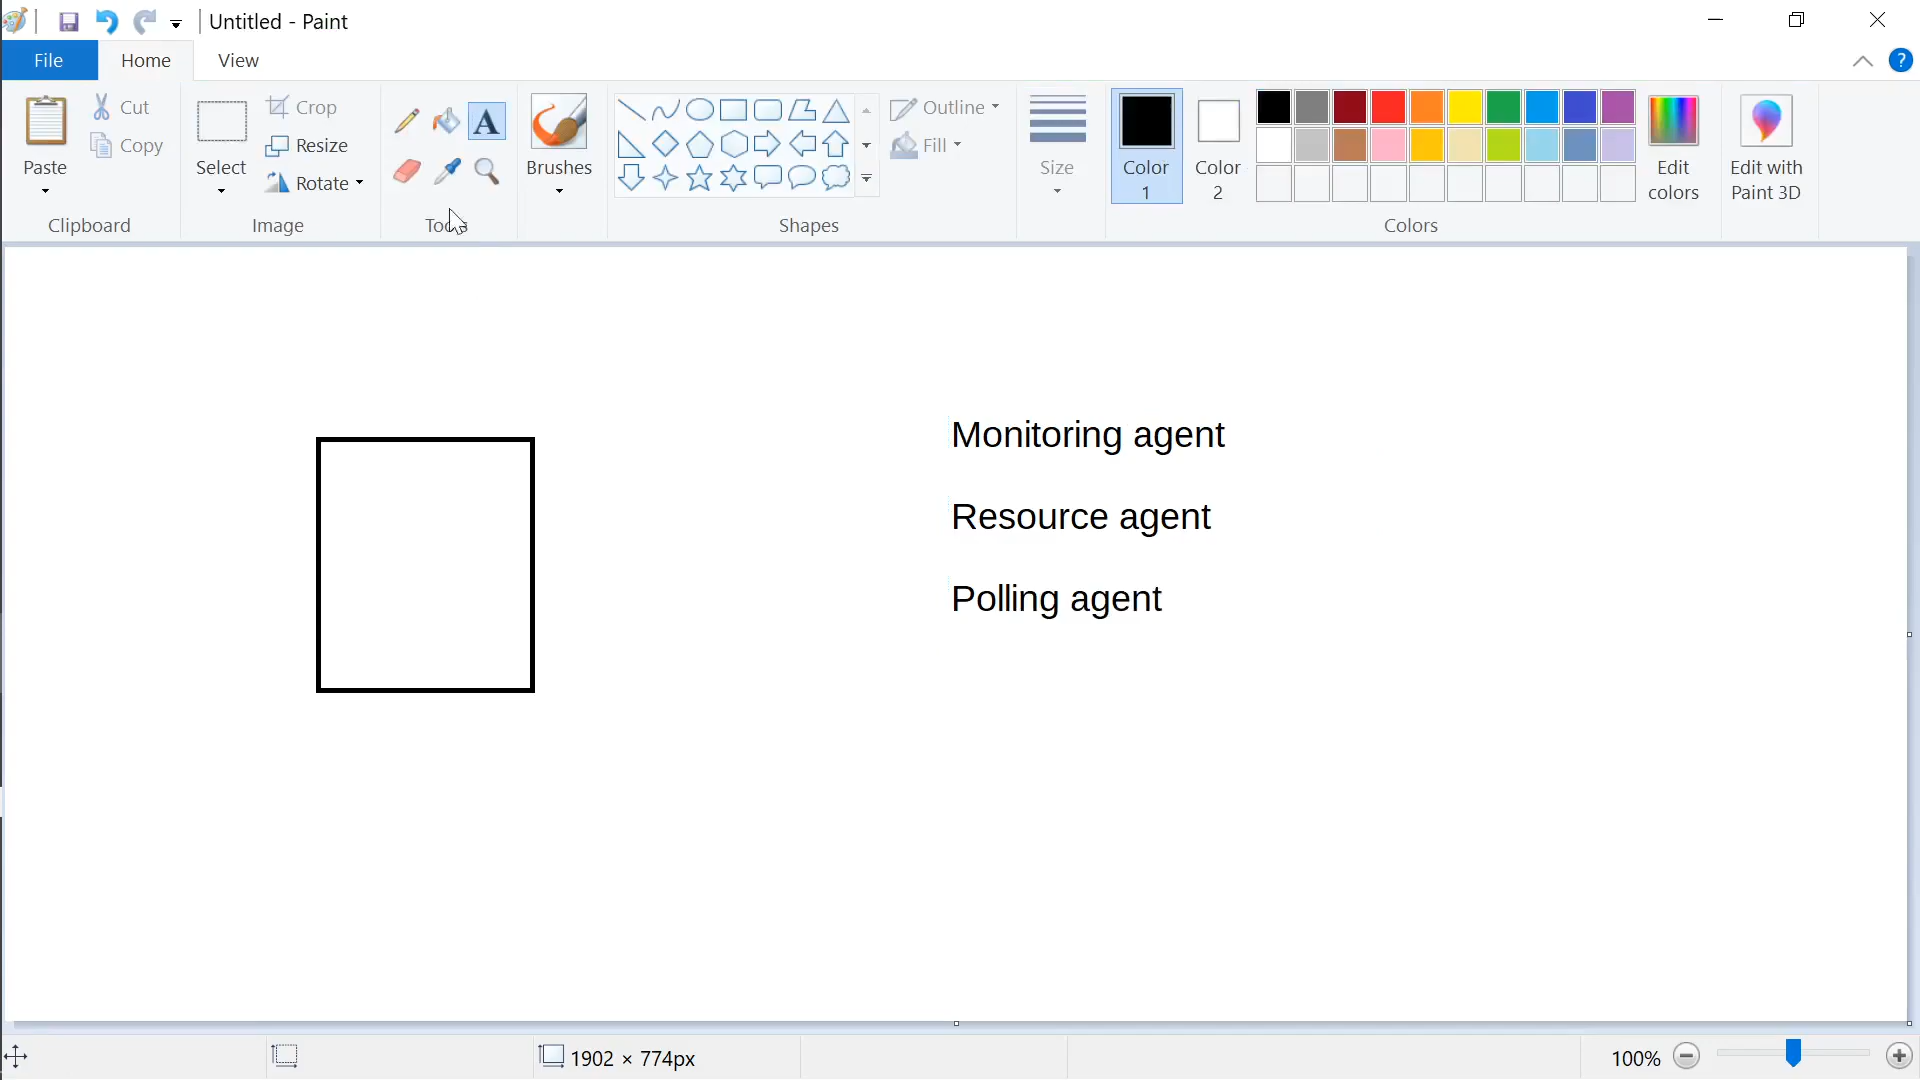 Untitled - Paint
File
Home
View
Paste
Cut
Copy
Clipboard
Select
Crop
Resize
Rotate
Image
A
Tools
Brushes
Shapes
Outline
Fill
Size
Color
1
Color
2
Colors
Edit
colors
Edit with
Paint 3D
Monitoring agent
Resource agent
Polling agent
1902 × 774px
100%